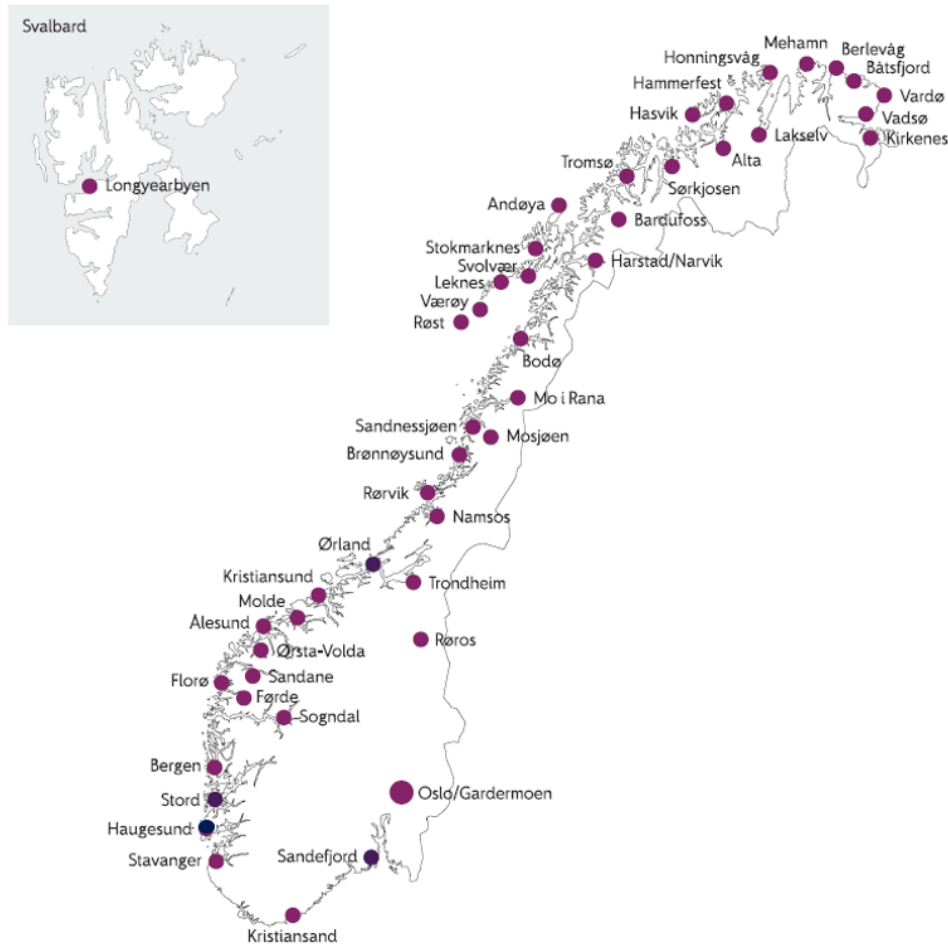 Svalbard
Longyearbyen
Mehamn
Berlevåg
Honningsvåg
Båtsfjord
Hammerfest
Vardø
Hasvik
Vadsø
Lakselv
Kirkenes
Alta
Tromsø
Sørkjosen
Andøya
Bardufoss
Stokmarknes
Harstad/Narvik
Svolvær
Leknes
Værøy
Røst
Bodø
Mo i Rana
Sandnessjøen
Mosjøen
Brønnøysund
Rørvik
Namsos
Ørland
Kristiansund
Trondheim
Molde
Ålesund
Røros
Ørsta-Volda
Sandane
Florø
Førde
Sogndal
Bergen
Oslo/Gardermoen
Stord
Haugesund
Stavanger
Sandefjord
Kristiansand